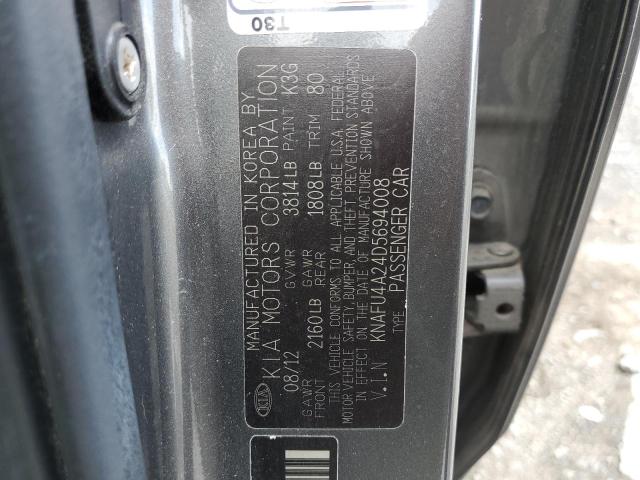 T30
MANUFACTURED IN KOREA BY
KIA MOTORS CORPORATION
08/12 GVWR 3814LB PAINT K3G
GAWR FRONT 2160LB GAWR REAR 1808LB TRIM 80
THIS VEHICLE CONFORMS TO ALL APPLICABLE U.S.A. FEDERAL
MOTOR VEHICLE SAFETY, BUMPER, AND THEFT PREVENTION STANDARDS
IN EFFECT ON THE DATE OF MANUFACTURE SHOWN ABOVE.
V.I.N KNAFU4A24D5694008
TYPE PASSENGER CAR
KIA